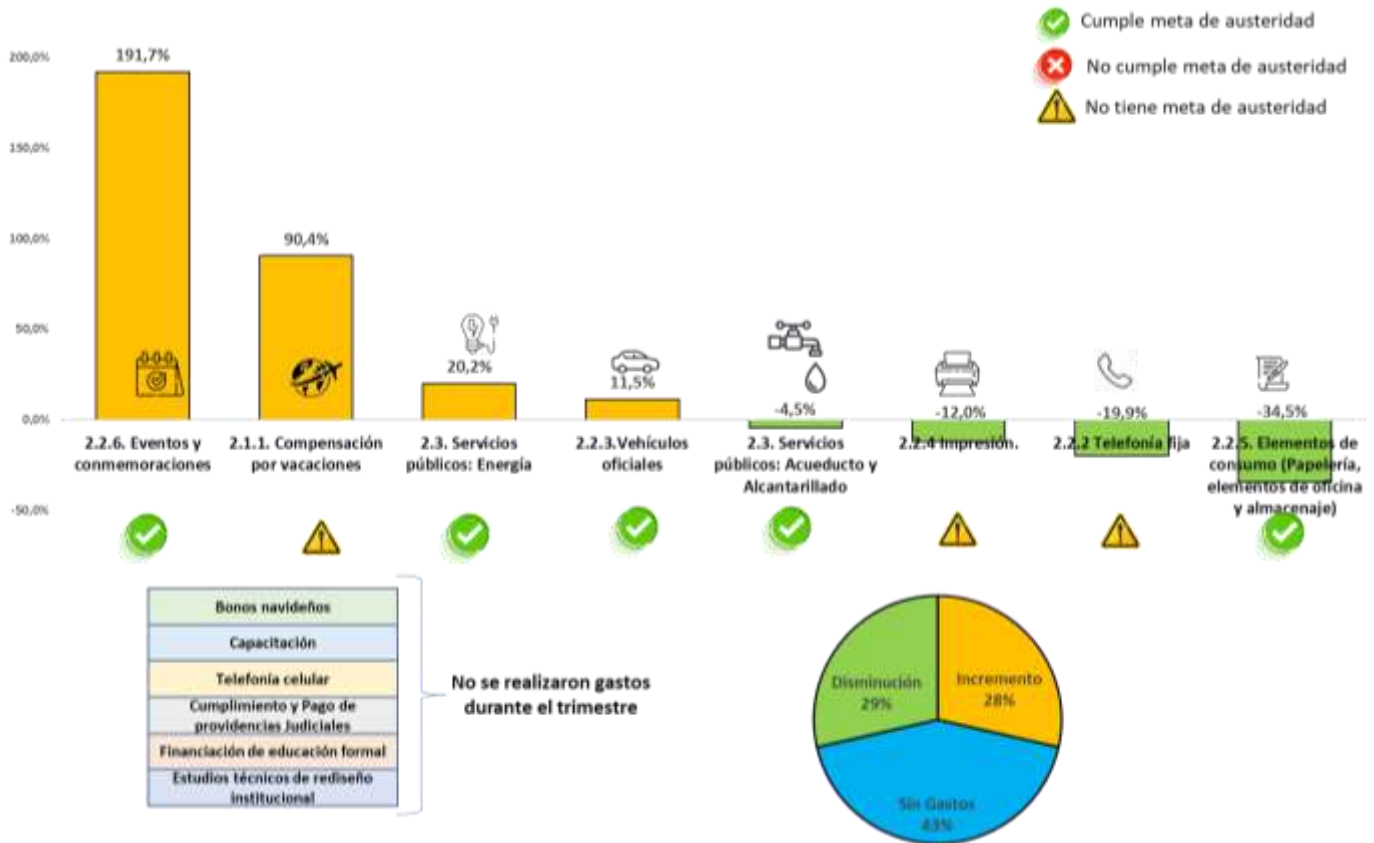 Cumple meta de austeridad
No cumple meta de austeridad
No tiene meta de austeridad
200,0%
150,0%
100,0%
50,0%
0,0%
-50,0%
191,7%
90,4%
20,2%
11,5%
-4,5%
-12,0%
-19,9%
-34,5%
2.2.6. Eventos y
conmemoraciones
2.1.1. Compensación
por vacaciones
2.3. Servicios
públicos: Energía
2.2.3.Vehículos
oficiales
2.3. Servicios
públicos: Acueducto y
Alcantarillado
2.2.4 Impresión.
2.2.2 Telefonía fija
2.2.5. Elementos de
consumo (Papelería,
elementos de oficina
y almacenaje)
Bonos navideños
Capacitación
Telefonía celular
Cumplimiento y Pago de
providencias Judiciales
Financiación de educación formal
Estudios técnicos de rediseño
institucional
No se realizaron gastos
durante el trimestre
Disminución
29%
Incremento
28%
Sin Gastos
43%